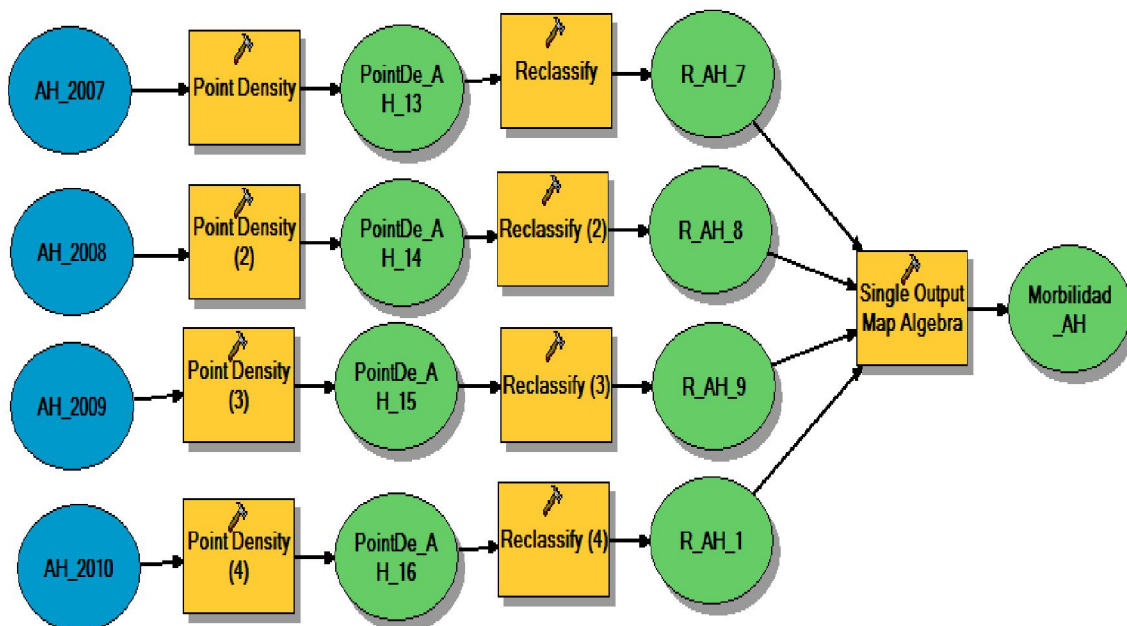 AH_2007
Point Density
PointDe_A
H_13
Reclassify
R_AH_7
AH_2008
Point Density
(2)
PointDe_A
H_14
Reclassify (2)
R_AH_8
Single Output
Map Algebra
Morbilidad
_AH
AH_2009
Point Density
(3)
PointDe_A
H_15
Reclassify (3)
R_AH_9
AH_2010
Point Density
(4)
PointDe_A
H_16
Reclassify (4)
R_AH_1